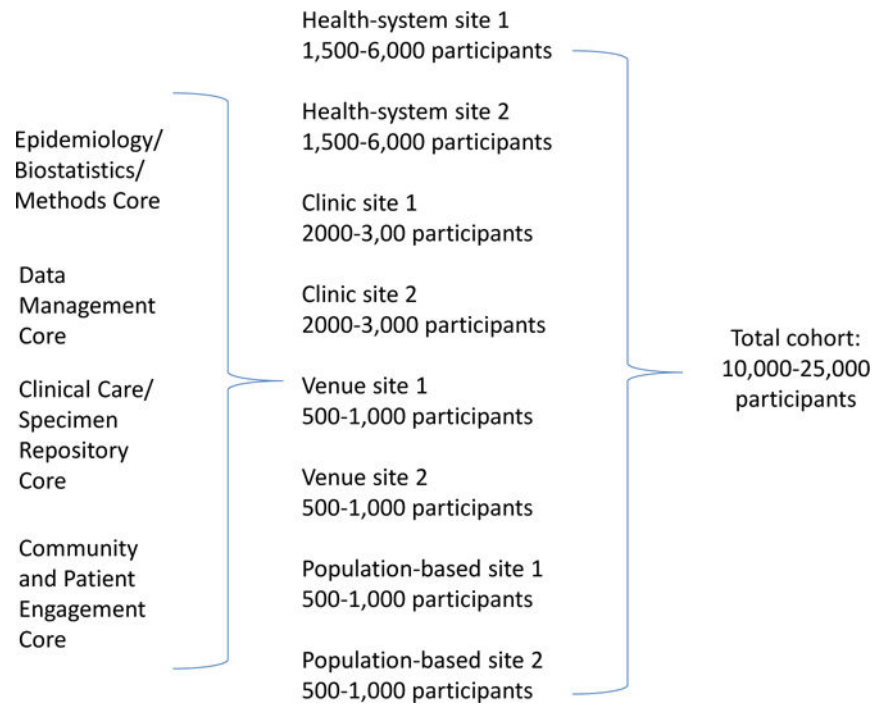 Epidemiology/
Biostatistics/
Methods Core
Data
Management
Core
Clinical Care/
Specimen
Repository
Core
Community
and Patient
Engagement
Core
Health-system site 1
1,500-6,000 participants
Health-system site 2
1,500-6,000 participants
Clinic site 1
2000-3,00 participants
Clinic site 2
2000-3,000 participants
Venue site 1
500-1,000 participants
Venue site 2
500-1,000 participants
Population-based site 1
500-1,000 participants
Population-based site 2
500-1,000 participants
Total cohort:
10,000-25,000
participants